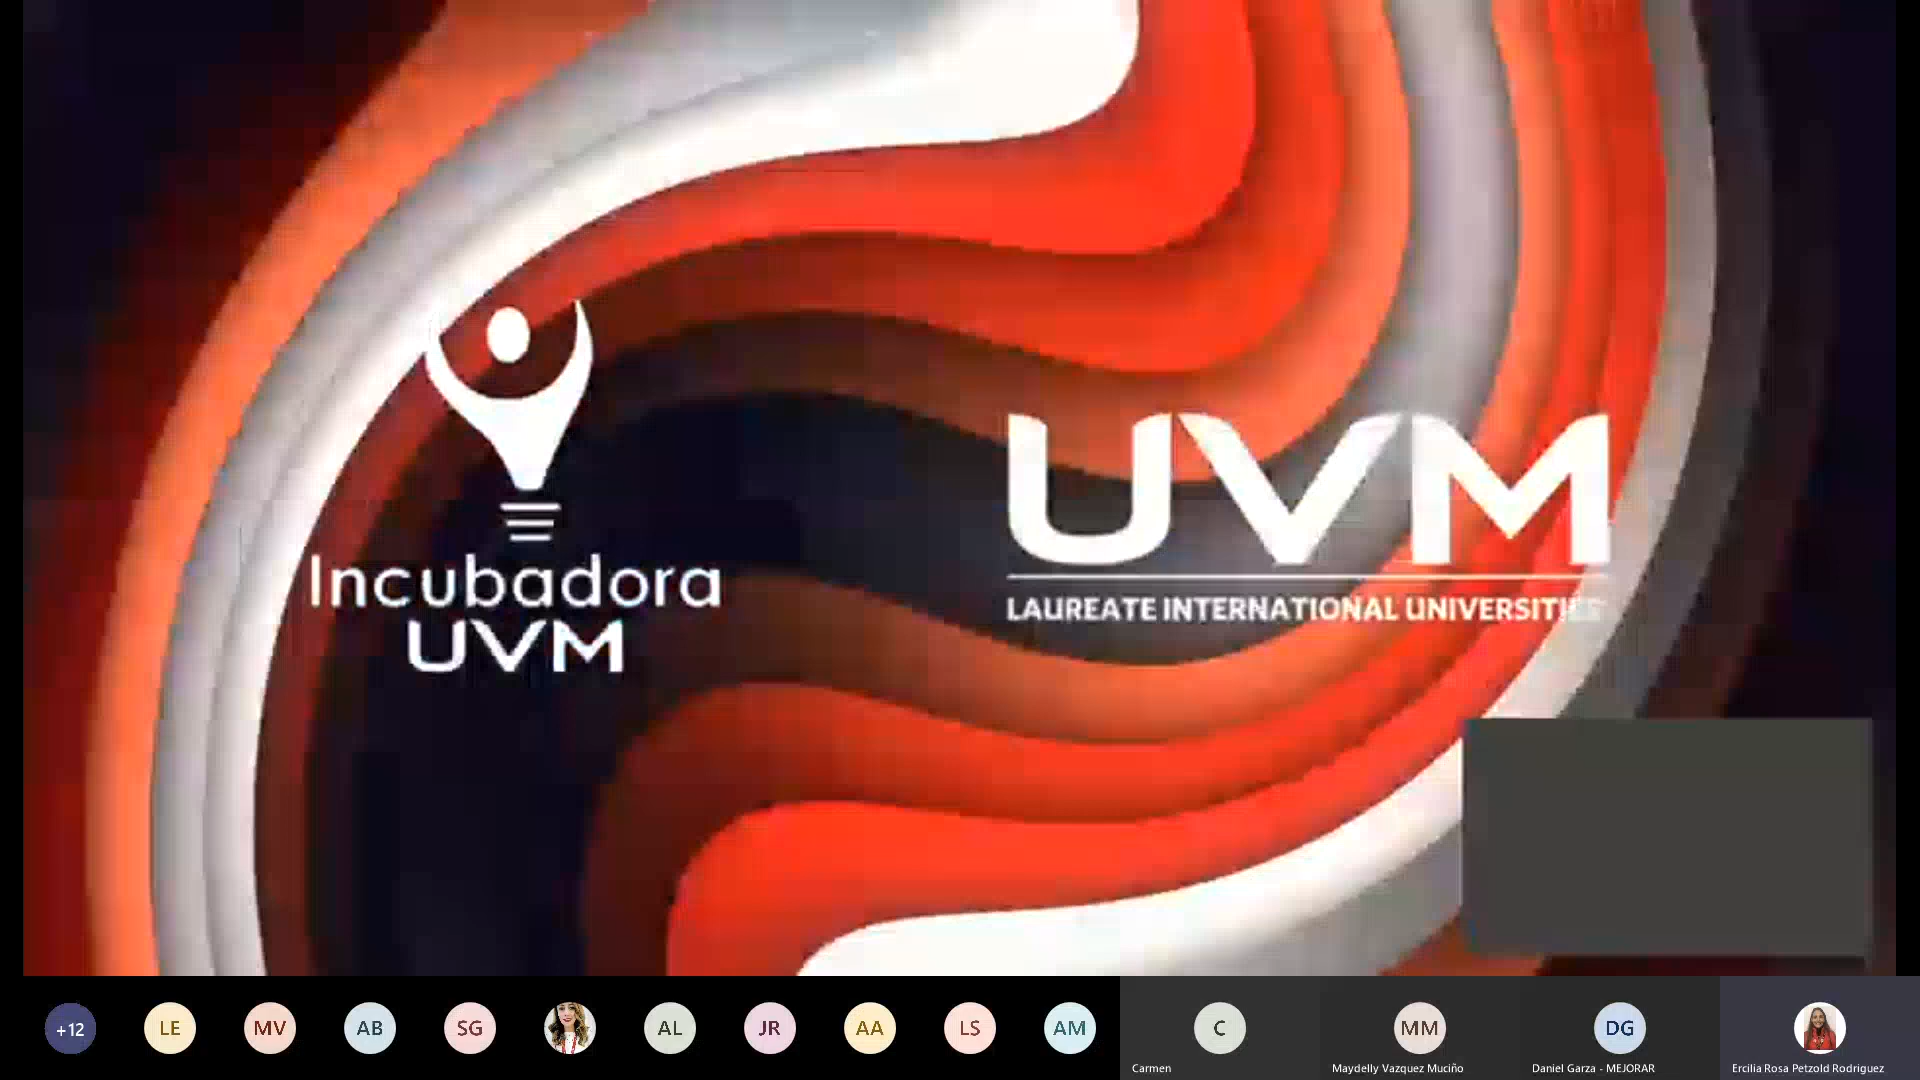 Incubadora
UVM
UVM
LAUREATE INTERNATIONAL UNIVERSITIES
+12
LE
MV
AB
SG
AL
JR
AA
LS
AM
C
MM
DG
Carmen
Maydelly Vazquez Muciño
Daniel Garza - MEJORAR
Ercilia Rosa Petzold Rodriguez